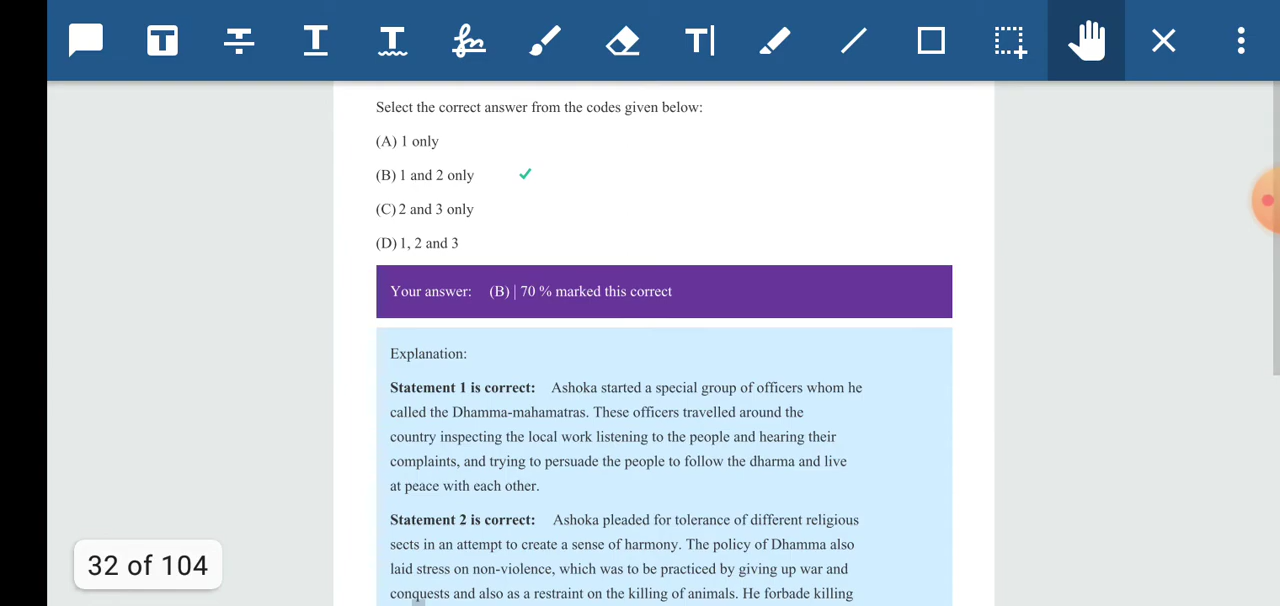 Select the correct answer from the codes given below:
(A) 1 only
(B) 1 and 2 only
(C) 2 and 3 only
(D) 1, 2 and 3
Your answer: (B) | 70 % marked this correct
Explanation:
Statement 1 is correct: Ashoka started a special group of officers whom he
called the Dhamma-mahamatras. These officers travelled around the
country inspecting the local work listening to the people and hearing their
complaints, and trying to persuade the people to follow the dharma and live
at peace with each other.
Statement 2 is correct: Ashoka pleaded for tolerance of different religious
sects in an attempt to create a sense of harmony. The policy of Dhamma also
laid stress on non-violence, which was to be practiced by giving up war and
conquests and also as a restraint on the killing of animals. He forbade killing
32 of 104